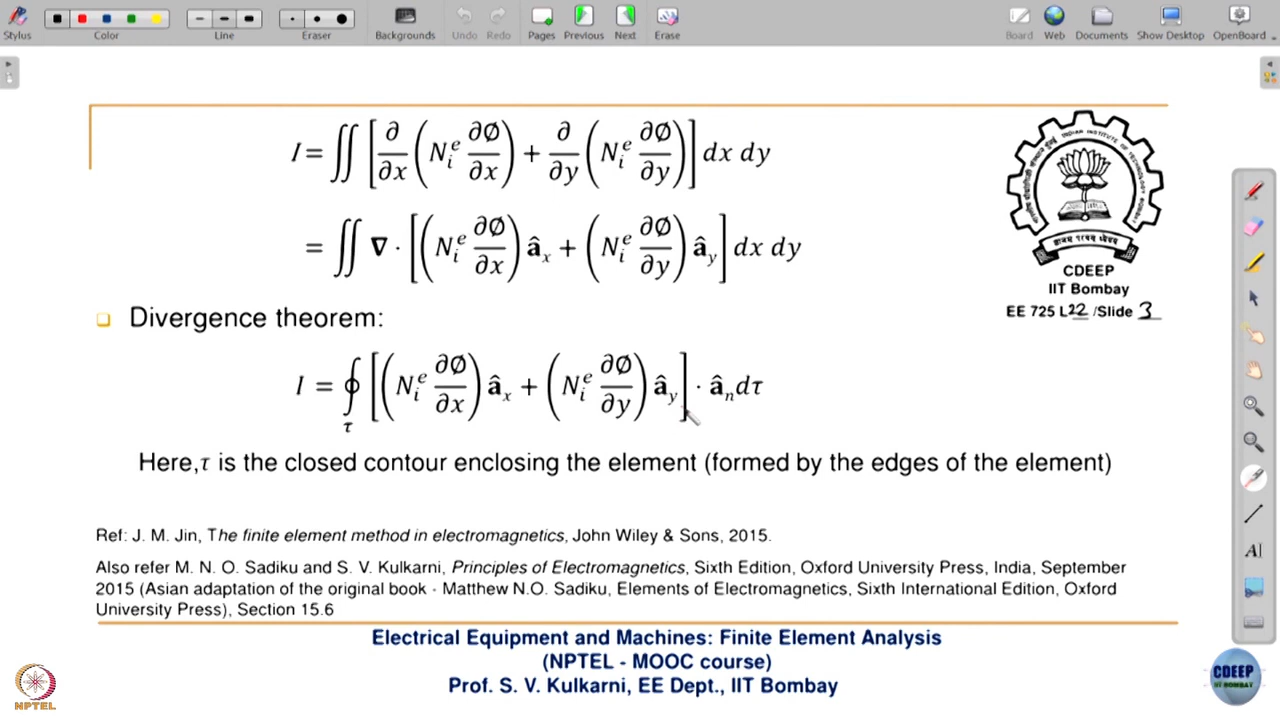 Stylus Color Line Eraser Backgrounds Undo Redo Pages Previous Next Erase Board Web Documents Show Desktop OpenBoard
I = ∬ [∂/∂x (N_i^e ∂Ø/∂x) + ∂/∂y (N_i^e ∂Ø/∂y)] dx dy
= ∬ ∇ · [(N_i^e ∂Ø/∂x) â_x + (N_i^e ∂Ø/∂y) â_y] dx dy
CDEEP
IIT Bombay
EE 725 L22 /Slide 3
Divergence theorem:
I = ∮_τ [(N_i^e ∂Ø/∂x) â_x + (N_i^e ∂Ø/∂y) â_y] · â_n dτ
Here,τ is the closed contour enclosing the element (formed by the edges of the element)
Ref: J. M. Jin, The finite element method in electromagnetics, John Wiley & Sons, 2015.
Also refer M. N. O. Sadiku and S. V. Kulkarni, Principles of Electromagnetics, Sixth Edition, Oxford University Press, India, September
2015 (Asian adaptation of the original book - Matthew N.O. Sadiku, Elements of Electromagnetics, Sixth International Edition, Oxford
University Press), Section 15.6
Electrical Equipment and Machines: Finite Element Analysis
(NPTEL - MOOC course)
Prof. S. V. Kulkarni, EE Dept., IIT Bombay
NPTEL
CDEEP
IIT BOMBAY
A